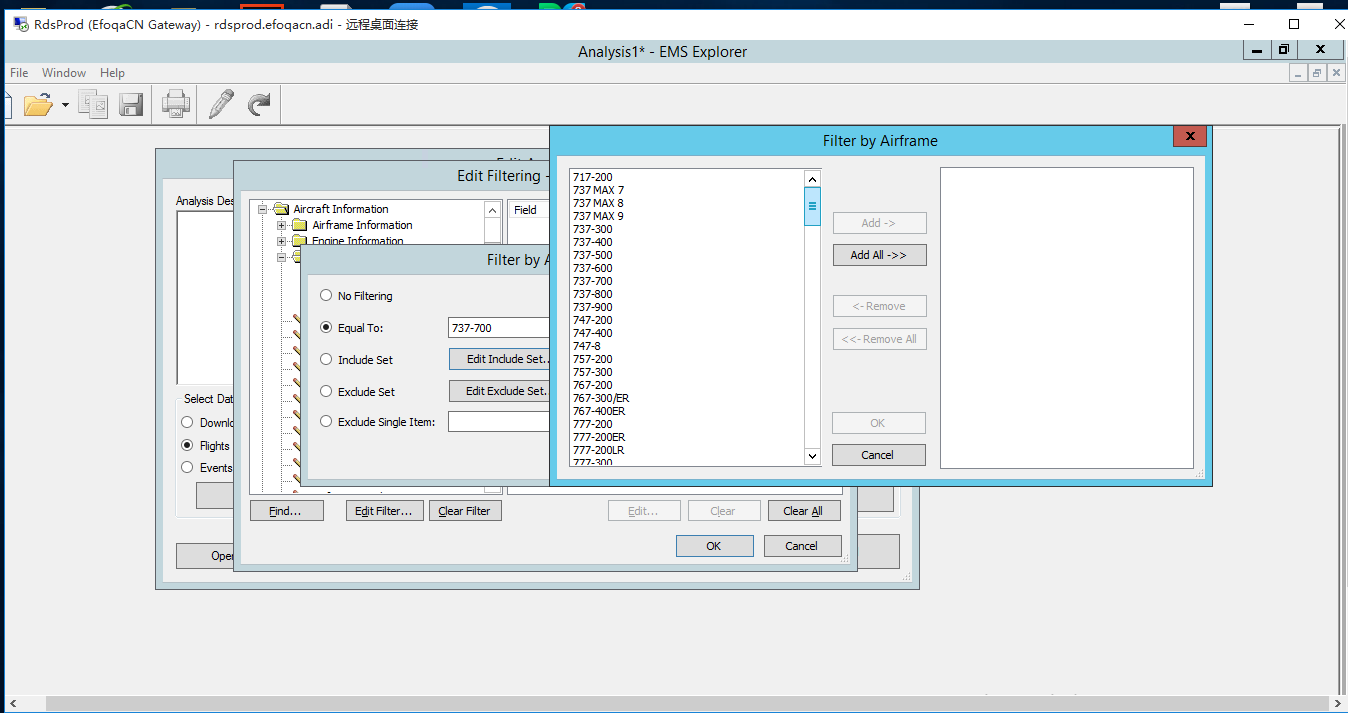 RdsProd (EfoqaCN Gateway) - rdsprod.efoqacn.adi - 远程桌面连接
Analysis1* - EMS Explorer
File Window Help
Filter by Airframe
Edit Filtering -
Analysis Des
Aircraft Information
Airframe Information
Engine Information
Field
Filter by A
No Filtering
Equal To:
737-700
Include Set
Edit Include Set..
Exclude Set
Edit Exclude Set.
Exclude Single Item:
Select Dat
Downlo
Flights
Events
717-200
737 MAX 7
737 MAX 8
737 MAX 9
737-300
737-400
737-500
737-600
737-700
737-800
737-900
747-200
747-400
747-8
757-200
757-300
767-200
767-300/ER
767-400ER
777-200
777-200ER
777-200LR
777-300
Add ->
Add All ->>
<- Remove
<<- Remove All
OK
Cancel
Find...
Edit Filter...
Clear Filter
Edit...
Clear
Clear All
Open
OK
Cancel